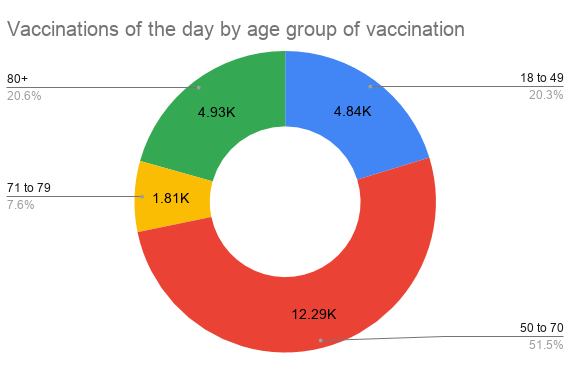 Vaccinations of the day by age group of vaccination
80+
20.6%
18 to 49
20.3%
4.93K
4.84K
71 to 79
7.6%
1.81K
12.29K
50 to 70
51.5%